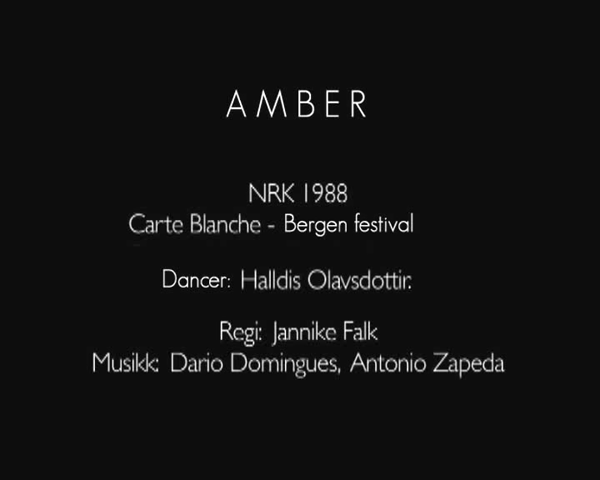 AMBER
NRK 1988
Carte Blanche - Bergen festival
Dancer: Halldis Olavsdottir.
Regi: Jannike Falk
Musikk: Dario Domingues, Antonio Zapeda